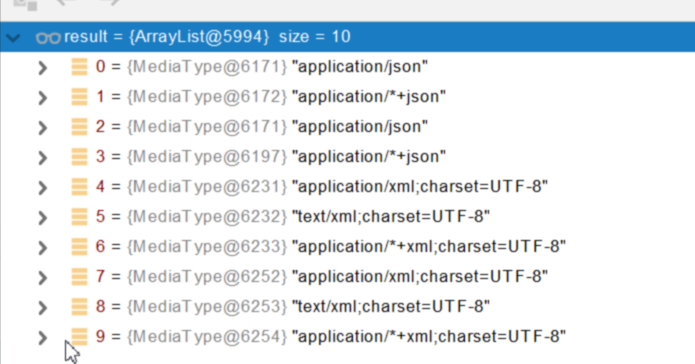 result = {ArrayList@5994} size = 10
0 = {MediaType@6171} "application/json"
1 = {MediaType@6172} "application/*+json"
2 = {MediaType@6171} "application/json"
3 = {MediaType@6197} "application/*+json"
4 = {MediaType@6231} "application/xml;charset=UTF-8"
5 = {MediaType@6232} "text/xml;charset=UTF-8"
6 = {MediaType@6233} "application/*+xml;charset=UTF-8"
7 = {MediaType@6252} "application/xml;charset=UTF-8"
8 = {MediaType@6253} "text/xml;charset=UTF-8"
9 = {MediaType@6254} "application/*+xml;charset=UTF-8"